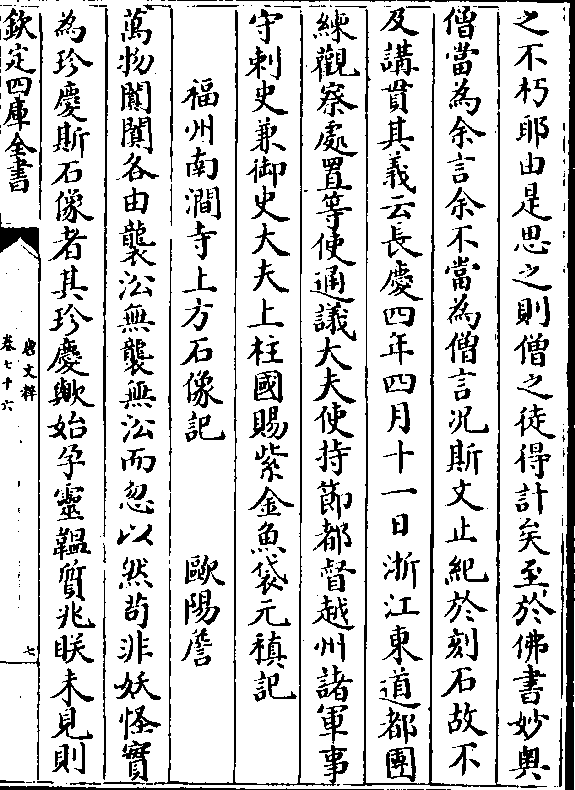 之不朽耶由是思之則僧之徒得計矣至於佛書妙奥
僧當為余言余不當為僧言况斯文止紀於刻石故不
及講貫其義云長慶四年四月十一日浙江東道都團
練觀察處置等使通議大夫使持節都督越州諸軍事
守刺史兼御史大夫上柱國賜紫金魚袋元稹記
福州南澗寺上方石像記 歐陽詹
萬物闐闐各由襲沿無襲無沿而忽以然茍非妖怪實
為珍慶斯石像者其珍慶歟始孕靈韞質兆眹未見則
欽定四庫全書
唐文粹
卷七十六
七